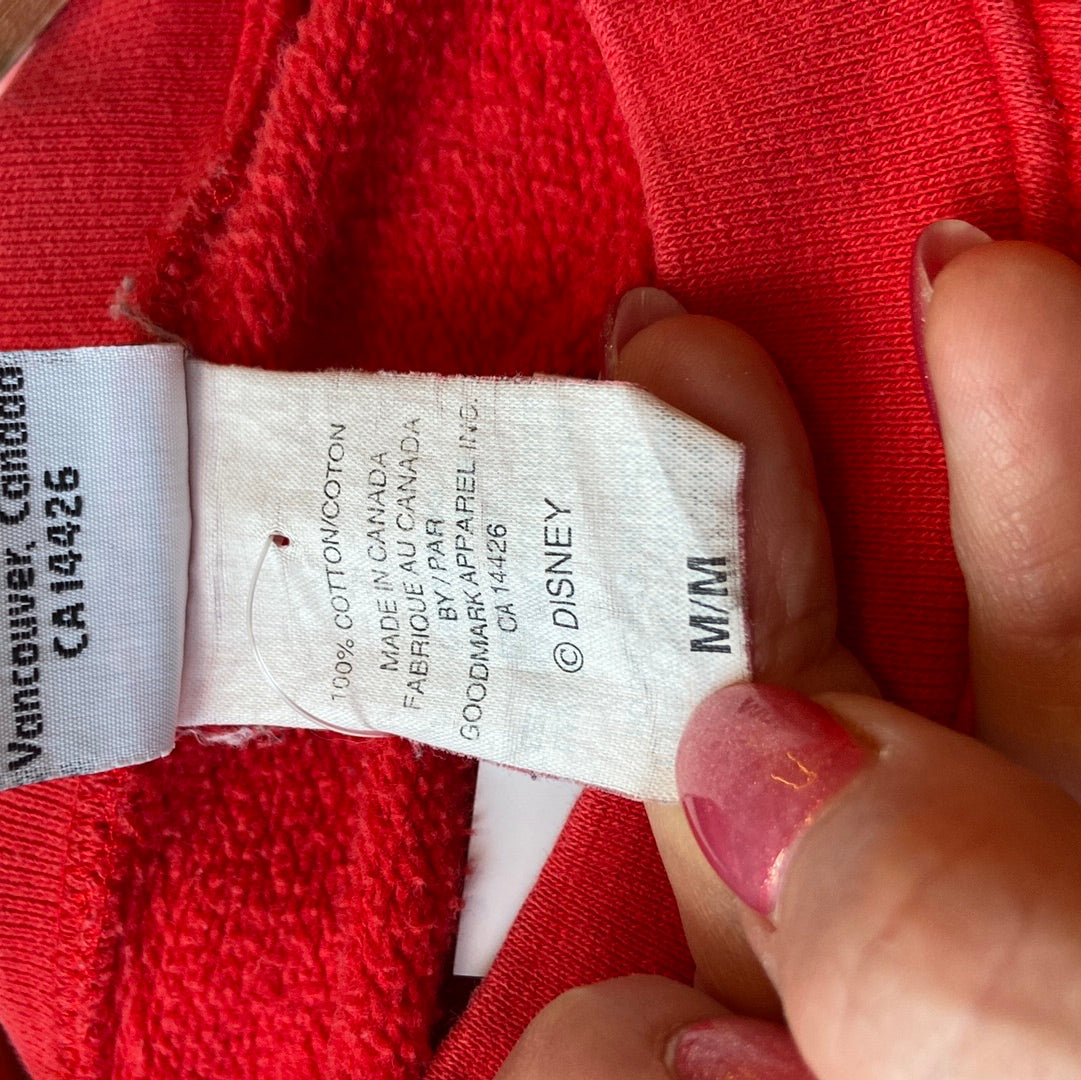 Vancouver, Canada
CA14426
100% COTTON/COTON
MADE IN CANADA
FABRIQUE AU CANADA
BY / PAR
GOODMARK APPAREL INC.
CA 14426
© DISNEY
M/M